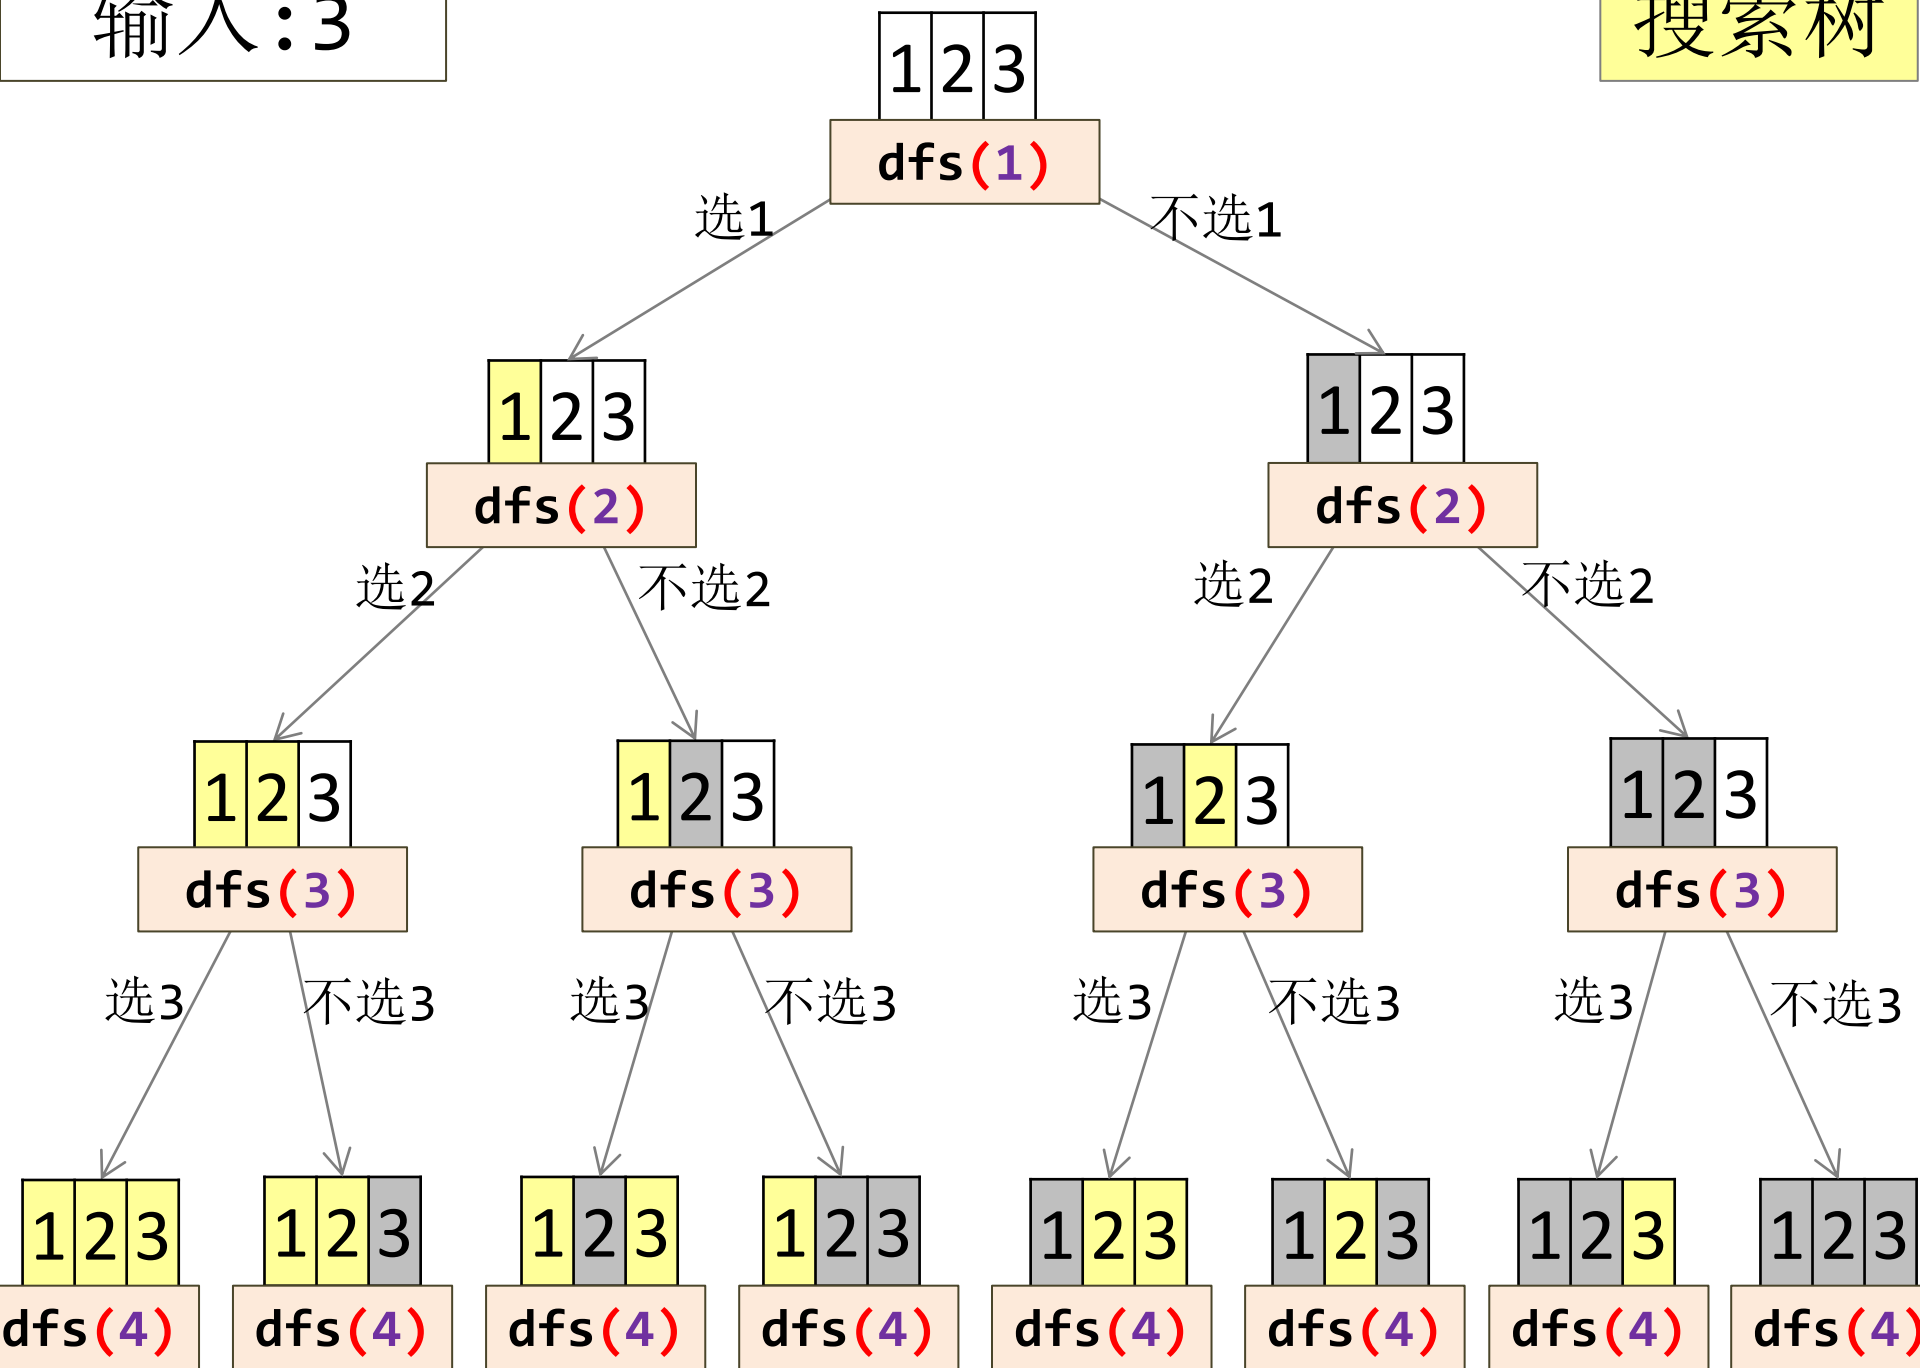 输入:3
搜索树
1 2 3
dfs(1)
选1
不选1
1 2 3
1 2 3
dfs(2)
dfs(2)
选2
不选2
选2
不选2
1 2 3
1 2 3
1 2 3
1 2 3
dfs(3)
dfs(3)
dfs(3)
dfs(3)
选3
不选3
选3
不选3
选3
不选3
选3
不选3
1 2 3
1 2 3
1 2 3
1 2 3
1 2 3
1 2 3
1 2 3
1 2 3
dfs(4)
dfs(4)
dfs(4)
dfs(4)
dfs(4)
dfs(4)
dfs(4)
dfs(4)